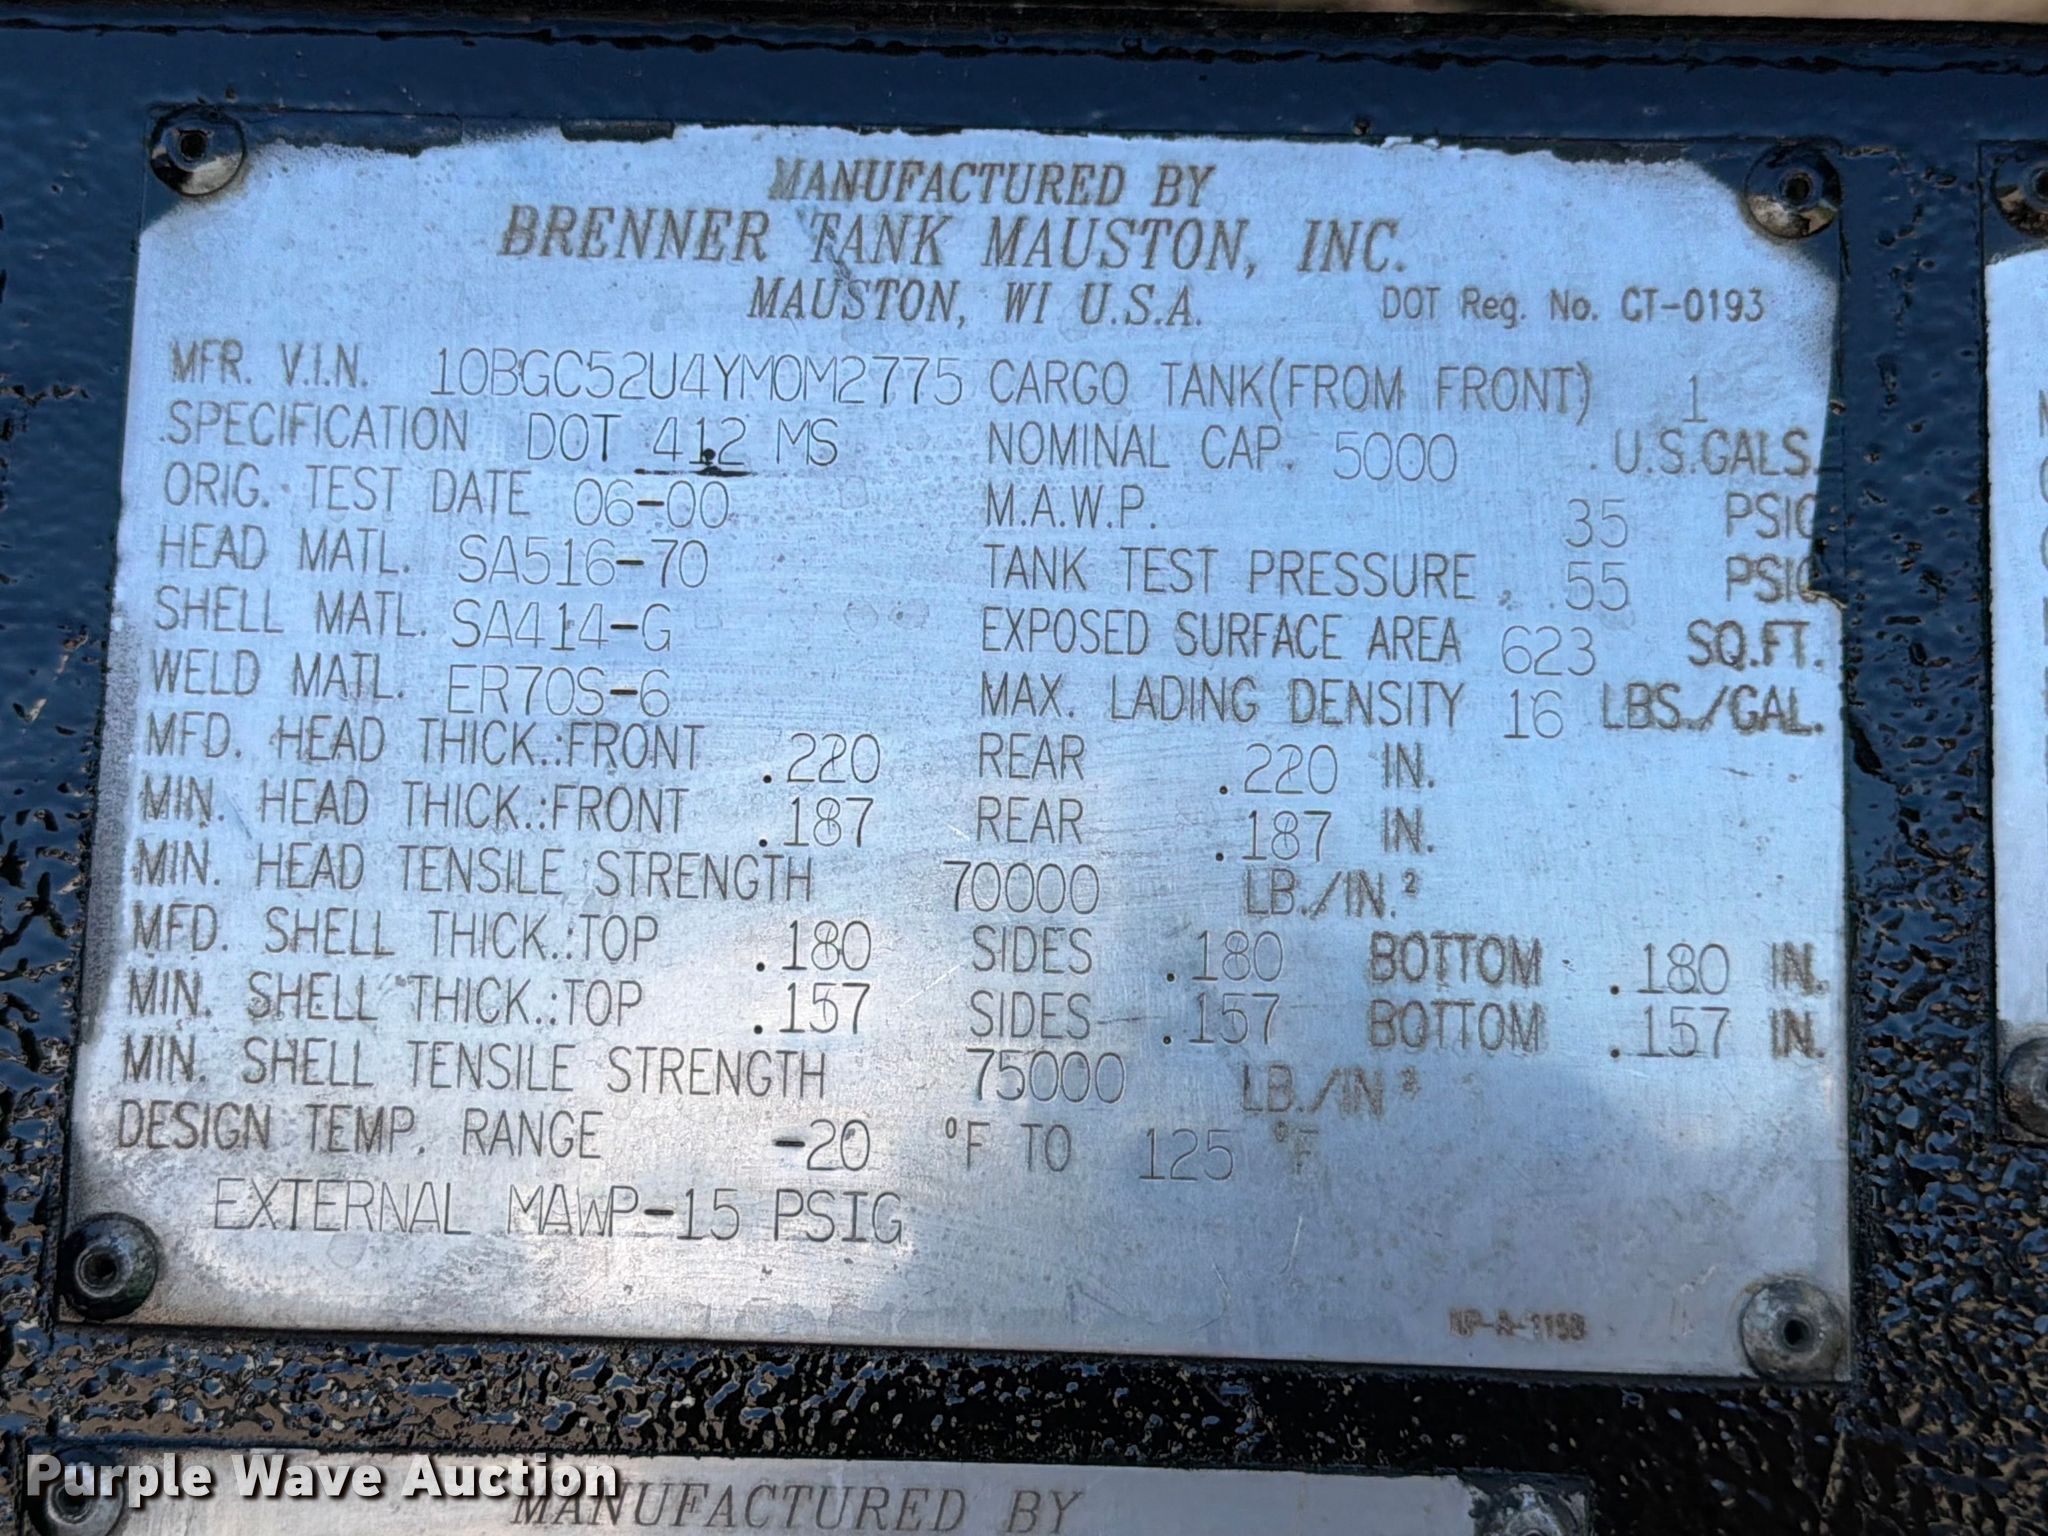 MANUFACTURED BY
BRENNER TANK MAUSTON, INC.
MAUSTON, WI U.S.A. DOT Reg. No. CT-0193
MFR. V.I.N. 10BGC52U4YM0M2775 CARGO TANK(FROM FRONT) 1
SPECIFICATION DOT 412 MS NOMINAL CAP. 5000 U.S.GALS.
ORIG. TEST DATE 06-00 M.A.W.P. 35 PSIG
HEAD MATL. SA516-70 TANK TEST PRESSURE 55 PSIG
SHELL MATL. SA414-G EXPOSED SURFACE AREA 623 SQ.FT.
WELD MATL. ER70S-6 MAX. LADING DENSITY 16 LBS./GAL.
MFD. HEAD THICK.:FRONT .220 REAR .220 IN.
MIN. HEAD THICK.:FRONT .187 REAR .187 IN.
MIN. HEAD TENSILE STRENGTH 70000 LB./IN.²
MFD. SHELL THICK.:TOP .180 SIDES .180 BOTTOM .180 IN.
MIN. SHELL THICK.:TOP .157 SIDES .157 BOTTOM .157 IN.
MIN. SHELL TENSILE STRENGTH 75000 LB./IN²
DESIGN TEMP. RANGE -20 °F TO 125 °F
EXTERNAL MAWP-15 PSIG
NP-A-115B
Purple Wave Auction
MANUFACTURED BY